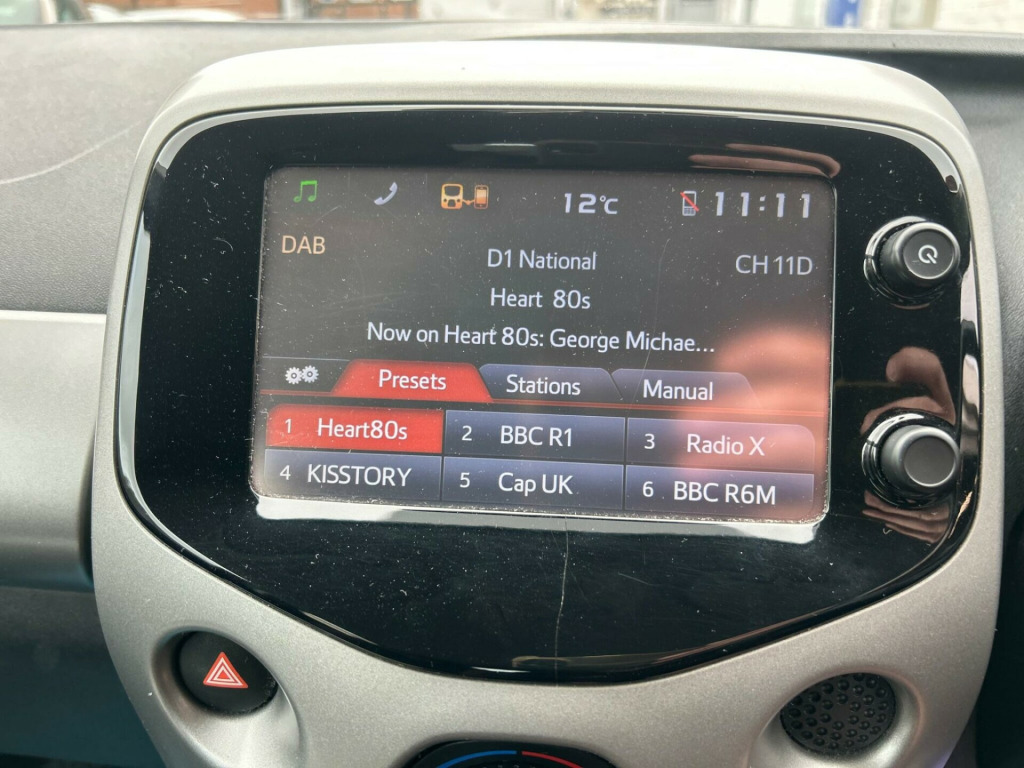 12°C 11:11
DAB
D1 National CH 11D
Heart 80s
Now on Heart 80s: George Michae...
Presets Stations Manual
1 Heart80s 2 BBC R1 3 Radio X
4 KISSTORY 5 Cap UK 6 BBC R6M